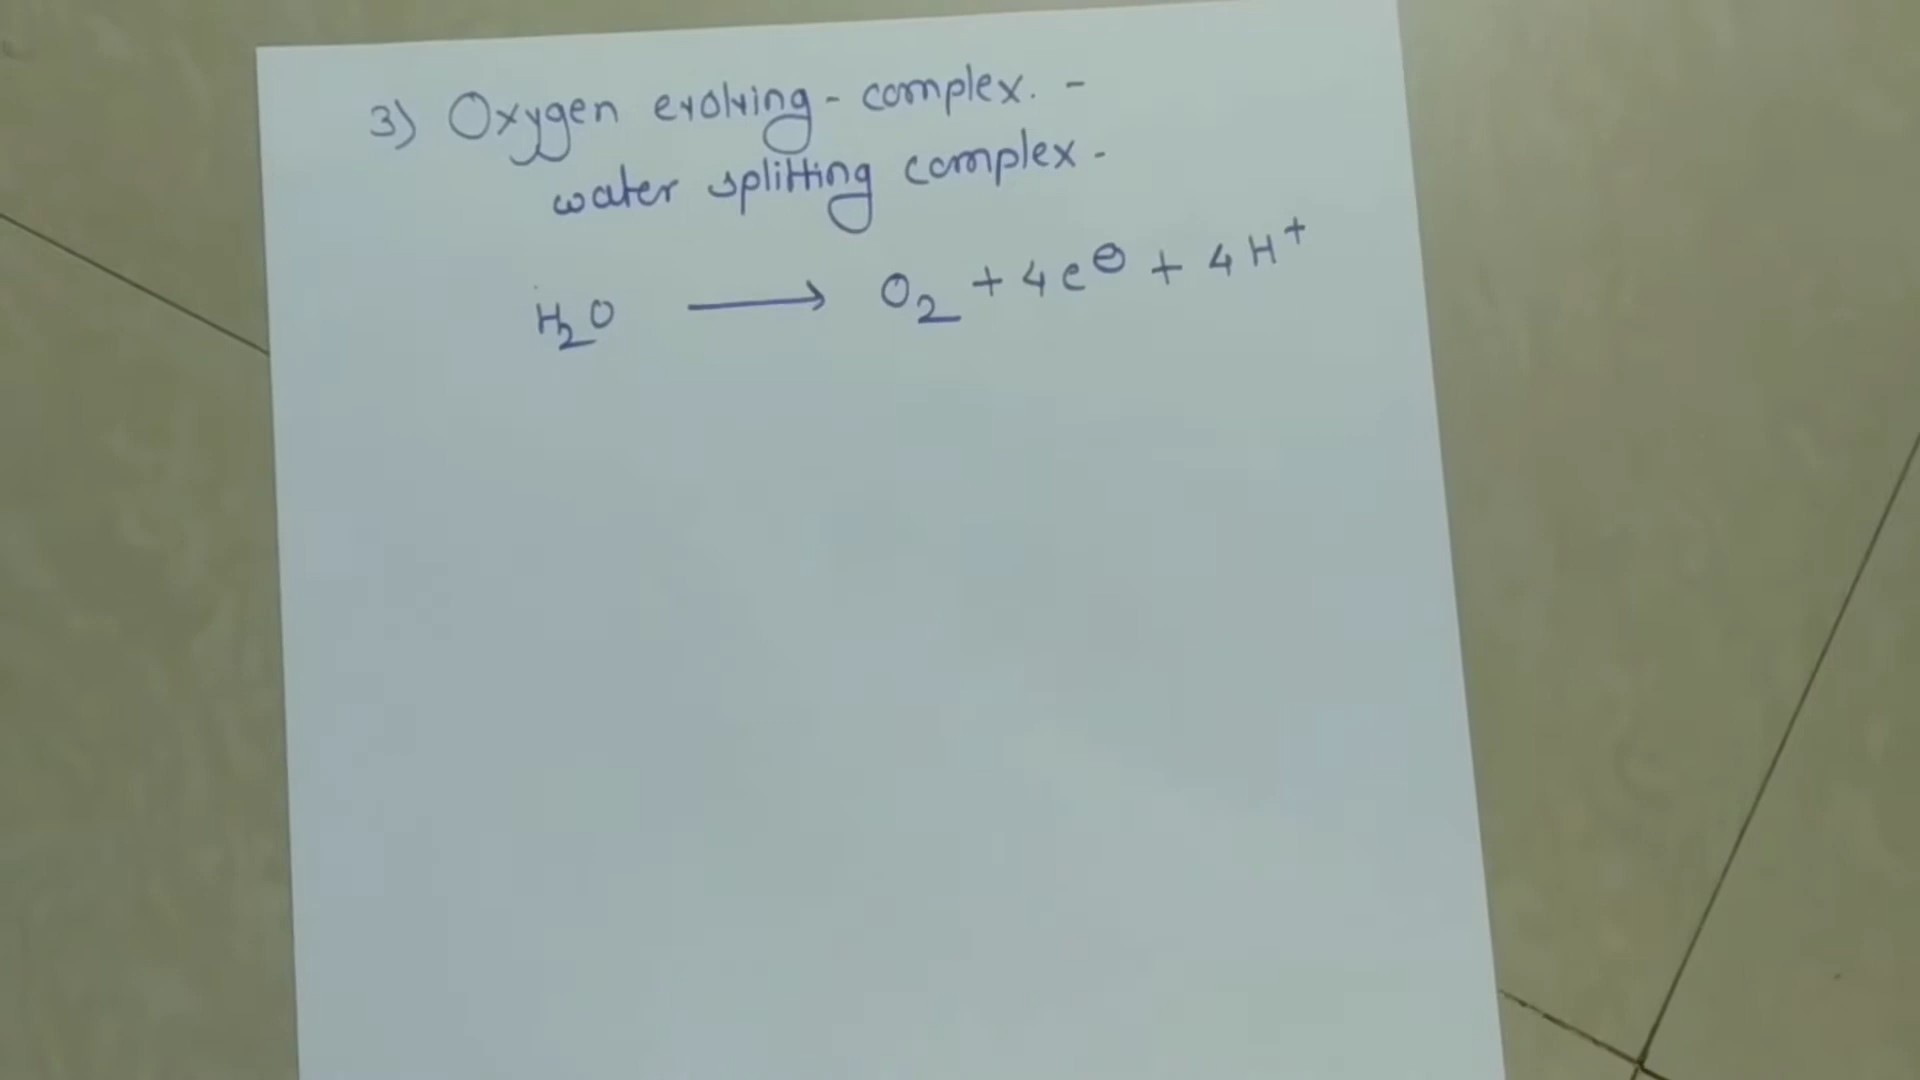 3) Oxygen evolving - complex. -
water splitting complex -
H₂O ⟶ O₂ + 4e⊖ + 4H⁺